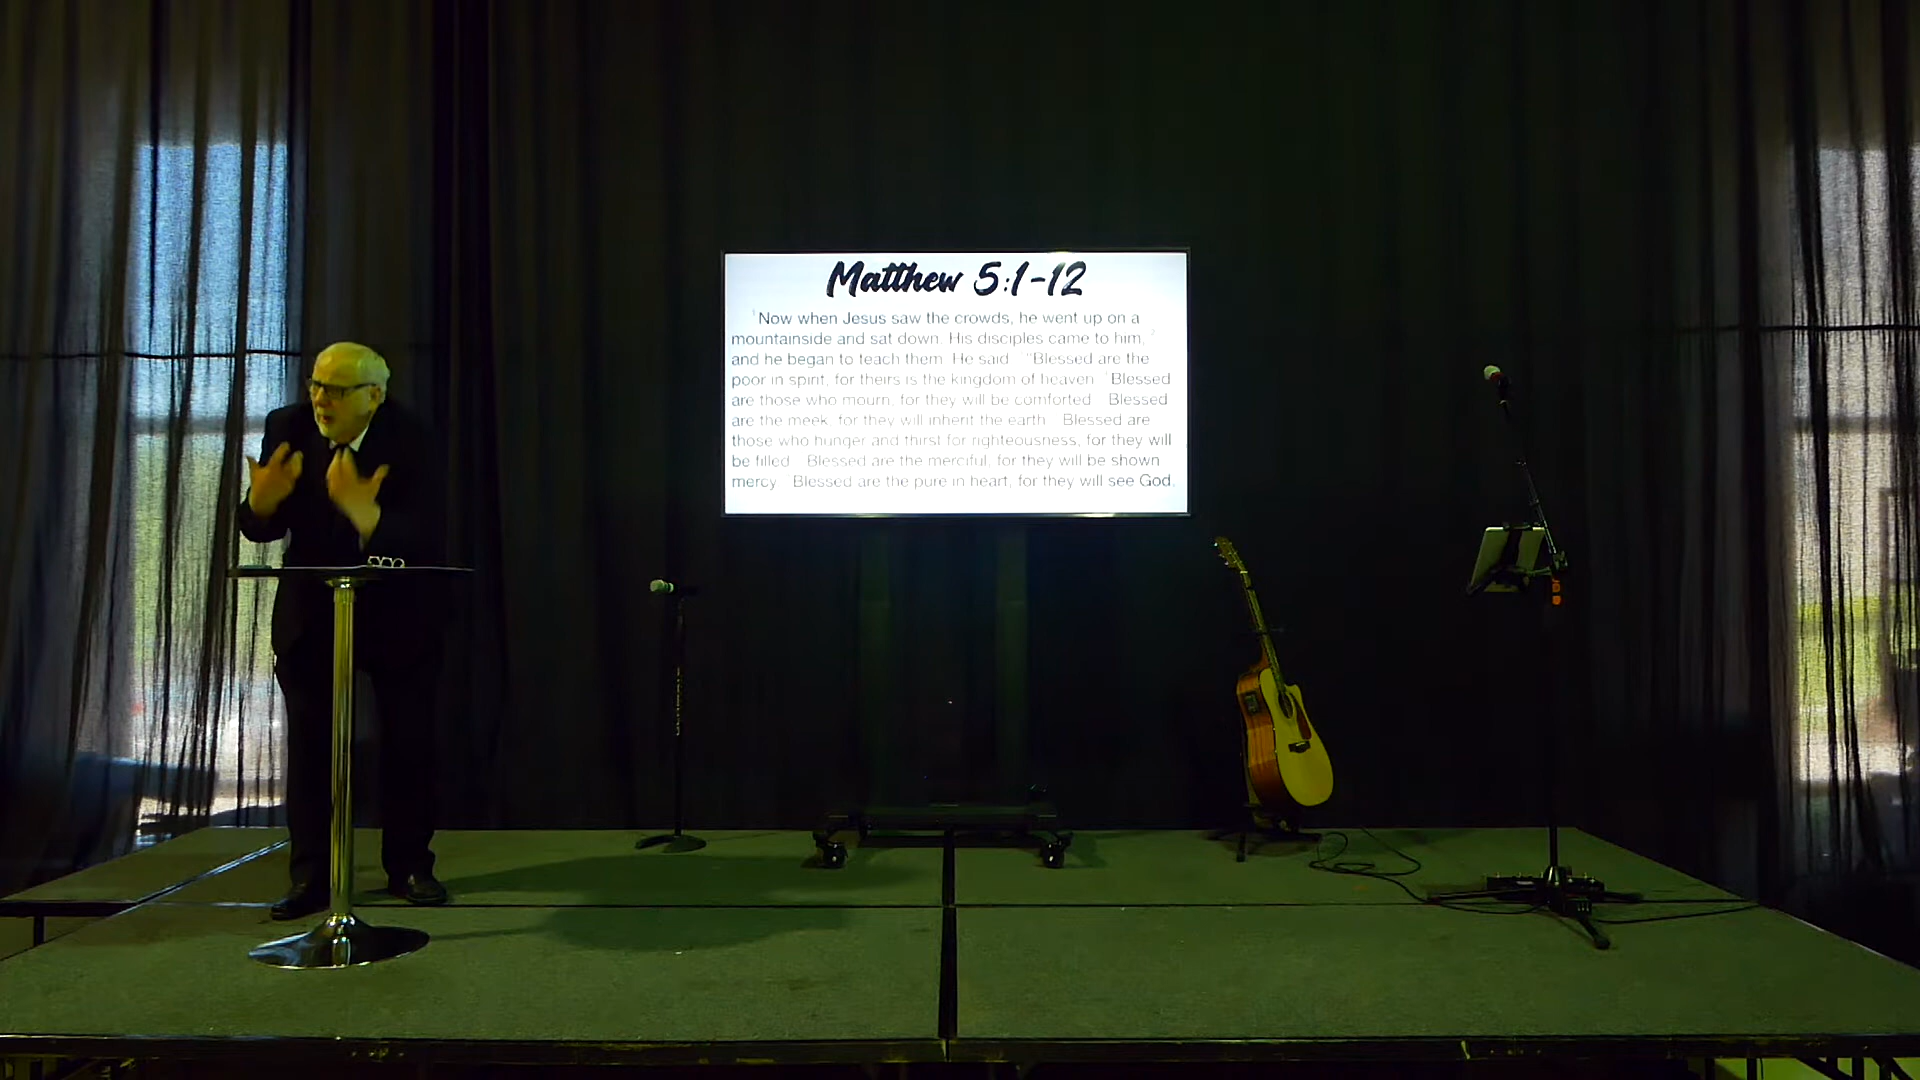 Matthew 5:1-12
1Now when Jesus saw the crowds, he went up on a
mountainside and sat down. His disciples came to him, 2
and he began to teach them. He said "Blessed are the
poor in spirit, for theirs is the kingdom of heaven. Blessed
are those who mourn, for they will be comforted. Blessed
are the meek, for they will inherit the earth. Blessed are
those who hunger and thirst for righteousness, for they will
be filled. Blessed are the merciful, for they will be shown
mercy. Blessed are the pure in heart, for they will see God.